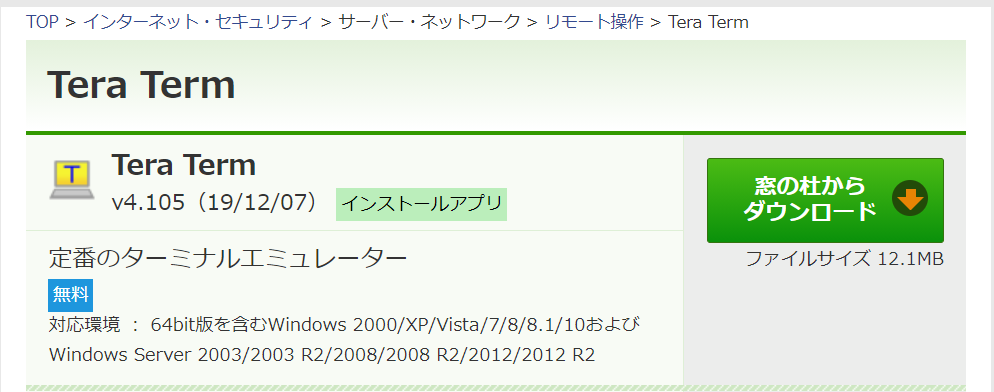 TOP > インターネット・セキュリティ > サーバー・ネットワーク > リモート操作 > Tera Term
Tera Term
T
Tera Term
v4.105（19/12/07） インストールアプリ
窓の杜から
ダウンロード
ファイルサイズ 12.1MB
定番のターミナルエミュレーター
無料
対応環境 ： 64bit版を含むWindows 2000/XP/Vista/7/8/8.1/10および
Windows Server 2003/2003 R2/2008/2008 R2/2012/2012 R2